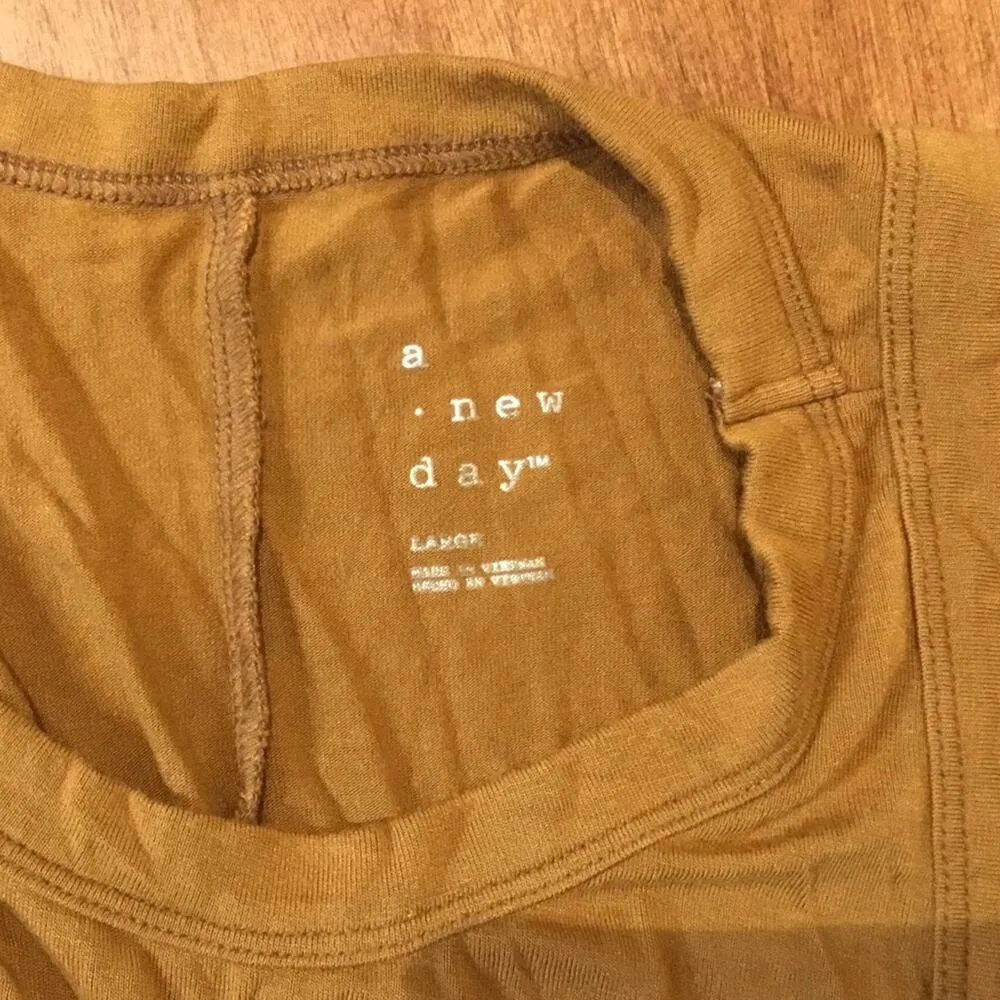 a
· new
day™
LARGE
MADE IN VIETNAM
HECHO EN VIETNAM